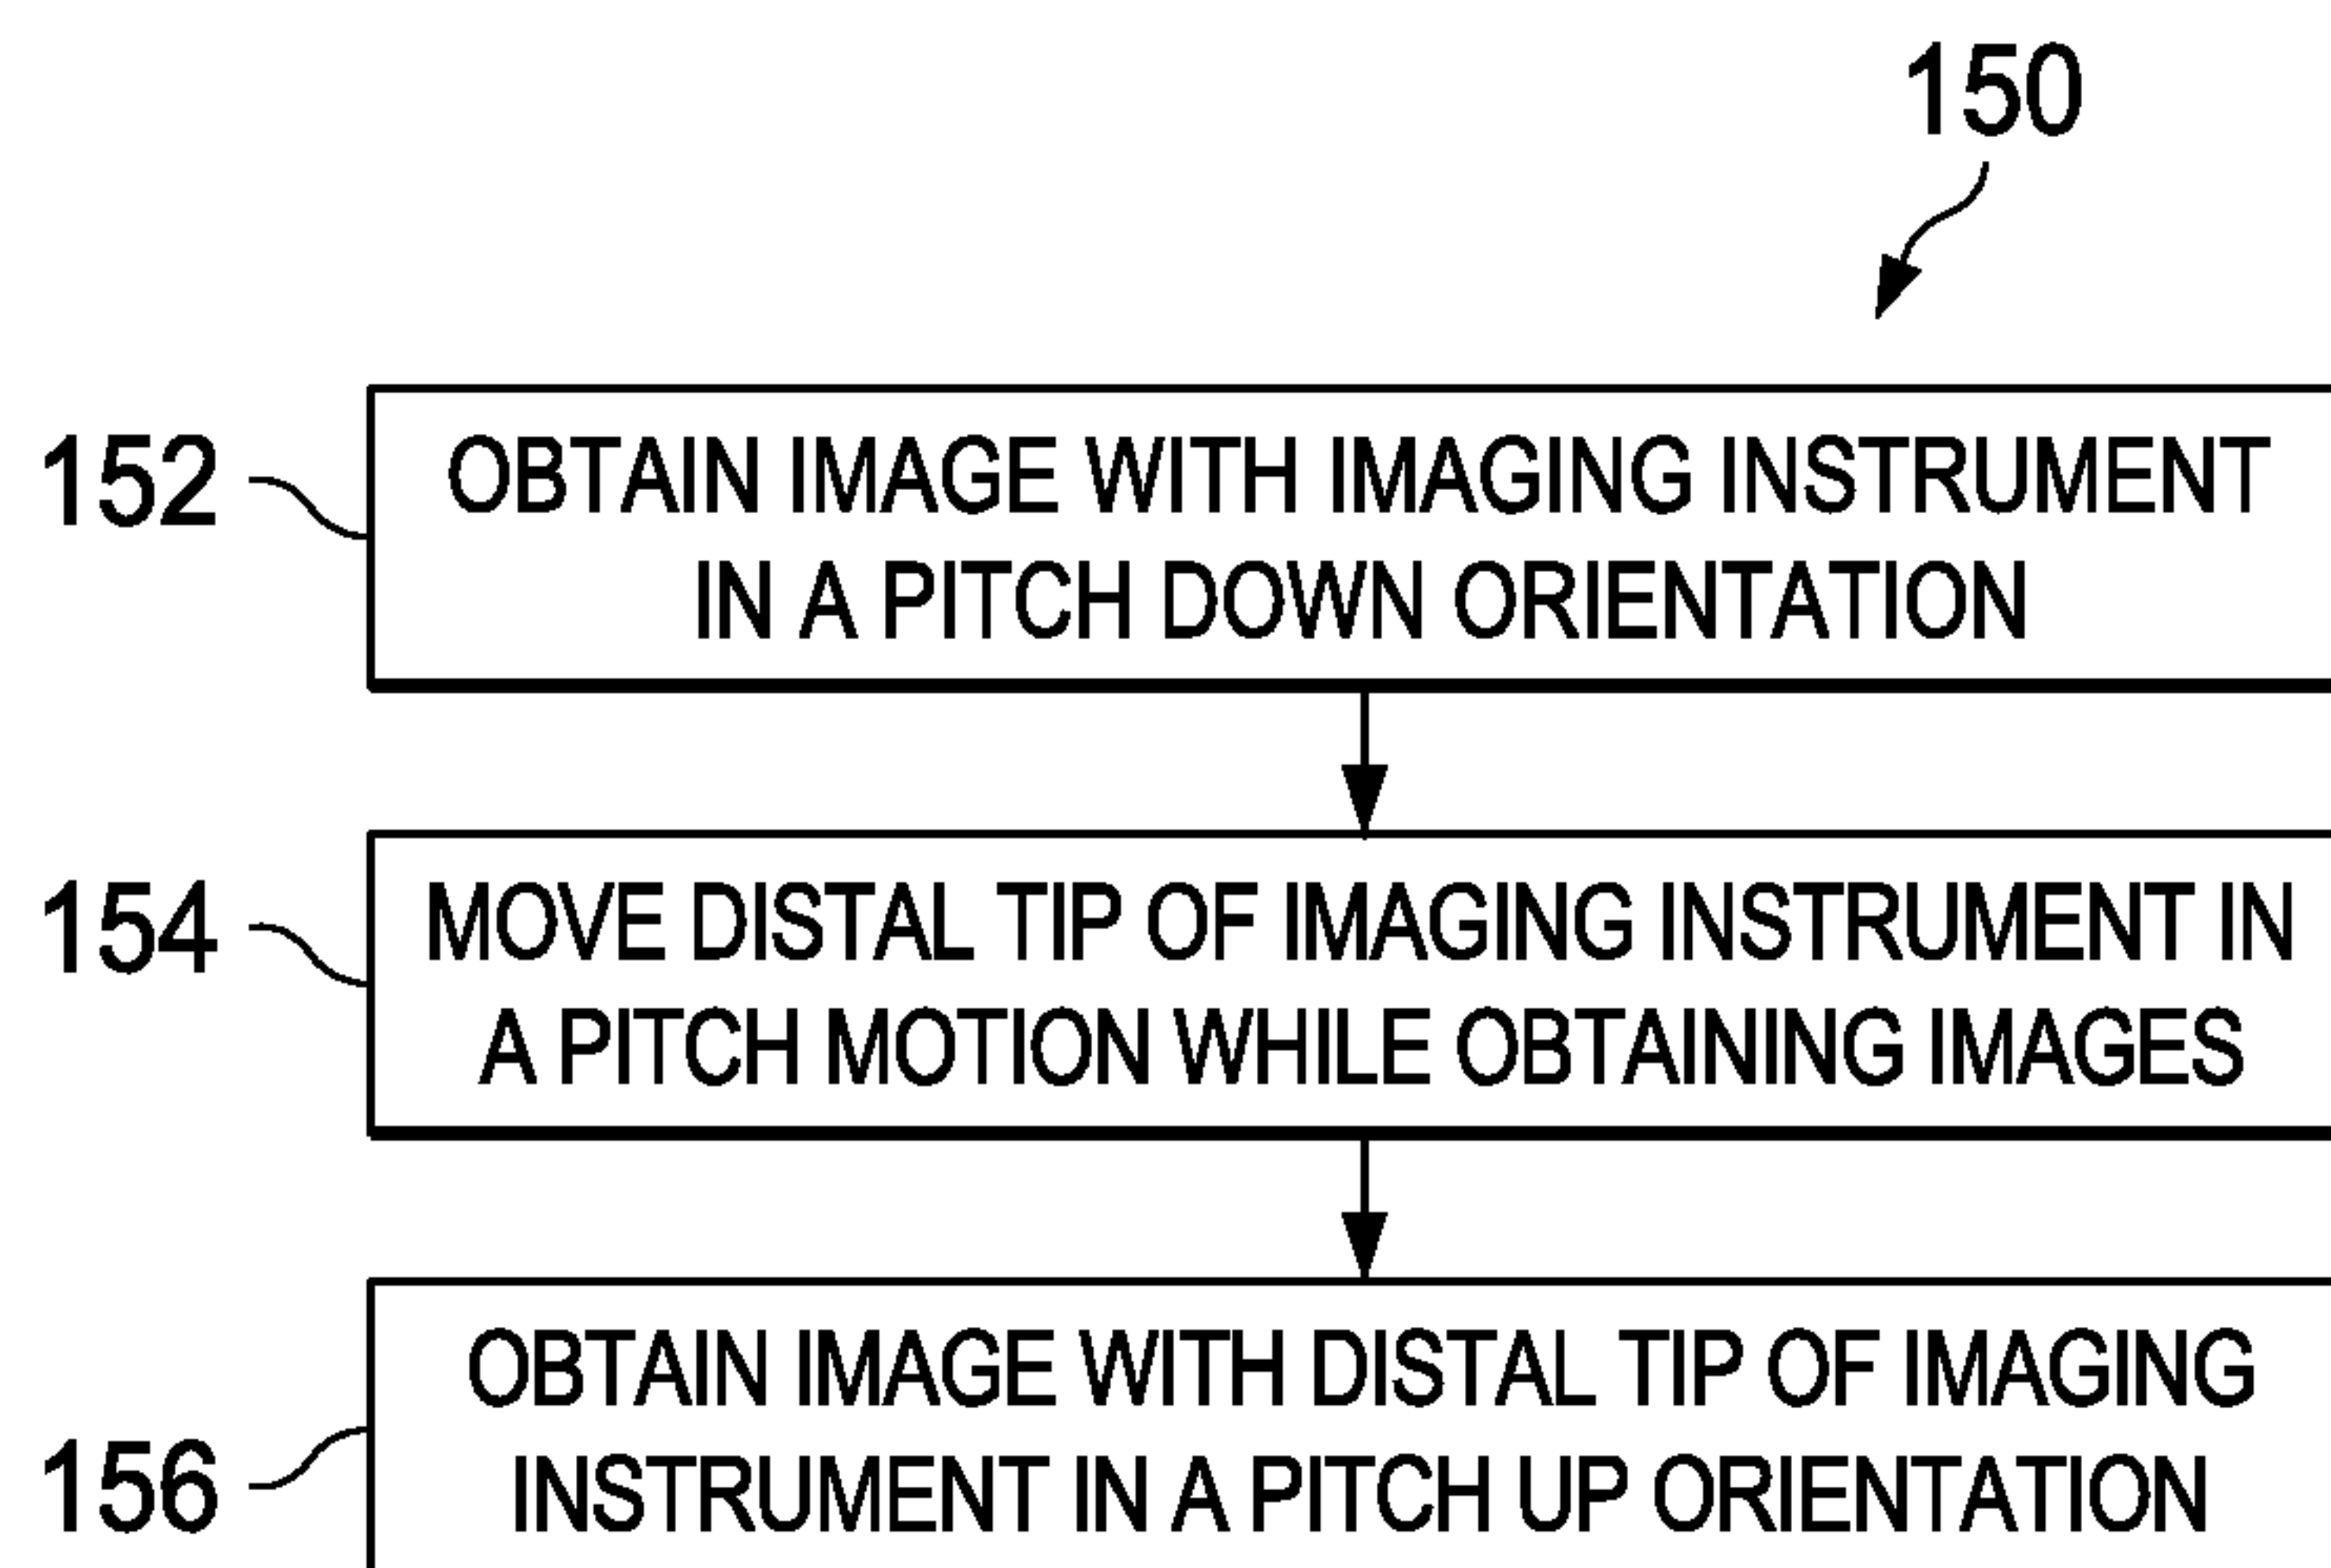 150
152
OBTAIN IMAGE WITH IMAGING INSTRUMENT
IN A PITCH DOWN ORIENTATION
154
MOVE DISTAL TIP OF IMAGING INSTRUMENT IN
A PITCH MOTION WHILE OBTAINING IMAGES
156
OBTAIN IMAGE WITH DISTAL TIP OF IMAGING
INSTRUMENT IN A PITCH UP ORIENTATION